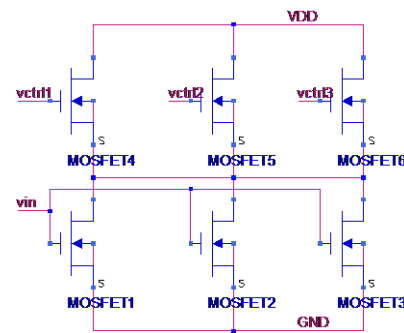 VDD
vctrl1 vctrl2 vctrl3
S S S
MOSFET4 MOSFET5 MOSFET6
vin
S S S
MOSFET1 MOSFET2 MOSFET3
GND